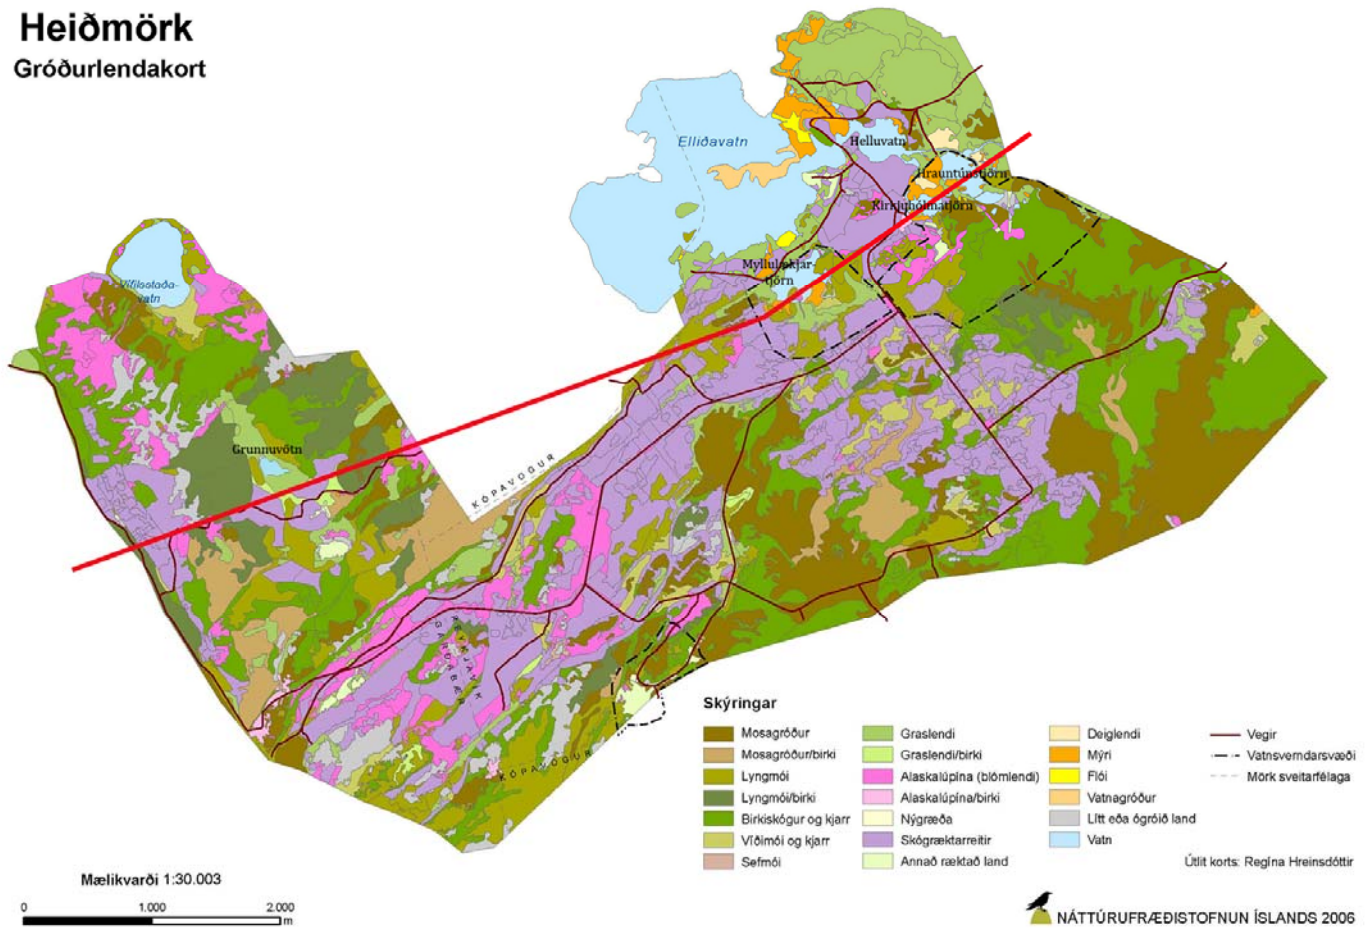 Heiðmörk
Gróðurlendakort
Elliðavatn
Helluvatn
Hrauntúnstjörn
Kirkjuhólmatjörn
Myllulækjar-
tjörn
Vífilsstaða-
vatn
Grunnuvötn
KÓPAVOGUR
REYKJAVÍK
GARÐABÆR
KÓPAVOGUR
Skýringar
Mosagróður
Mosagróður/birki
Lyngmói
Lyngmói/birki
Birkiskógur og kjarr
Víðimói og kjarr
Sefmói
Graslendi
Graslendi/birki
Alaskalúpína (blómlendi)
Alaskalúpína/birki
Nýgræða
Skógræktarreitir
Annað ræktað land
Deiglendi
Mýri
Flói
Vatnagróður
Lítt eða ógróið land
Vatn
Vegir
Vatnsverndarsvæði
Mörk sveitarfélaga
Útlit korts: Regína Hreinsdóttir
Mælikvarði 1:30.003
0 1.000 2.000
m
NÁTTÚRUFRÆÐISTOFNUN ÍSLANDS 2006